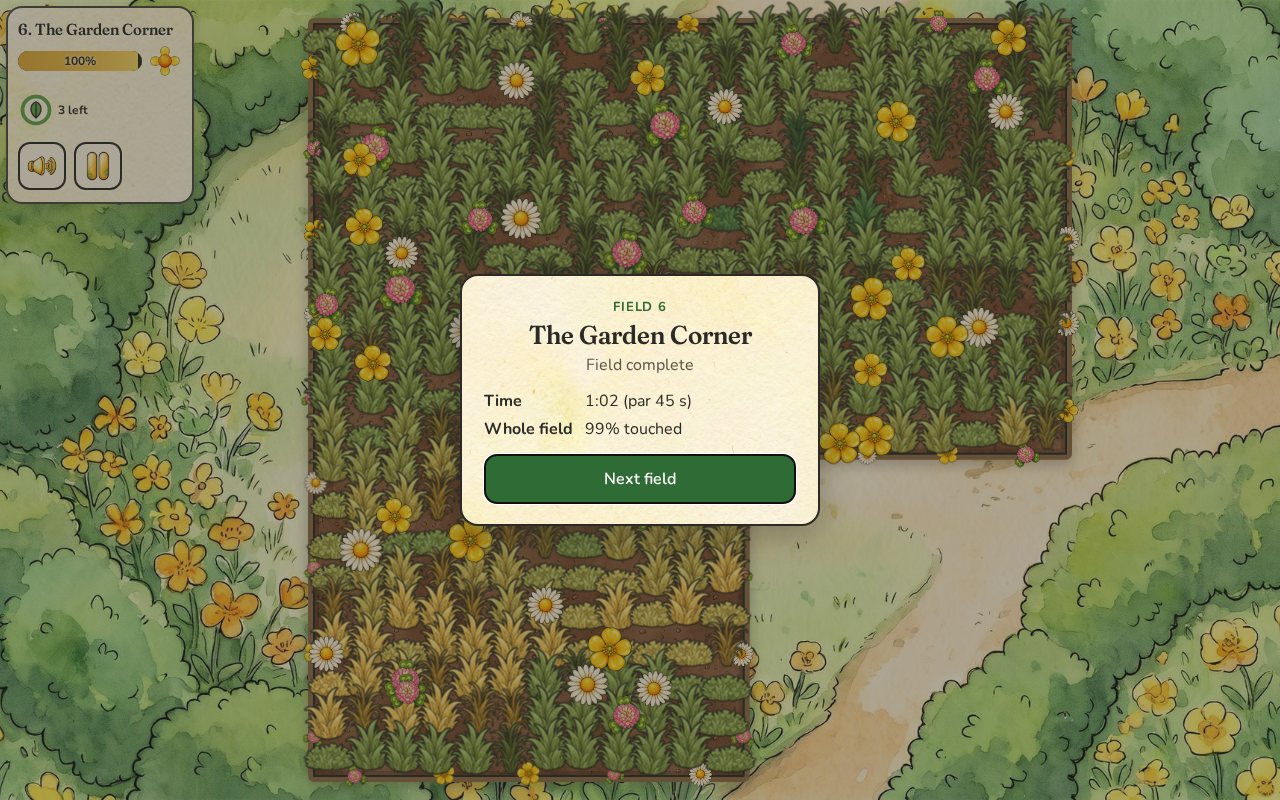 6. The Garden Corner
100%
3 left
FIELD 6
The Garden Corner
Field complete
Time 1:02 (par 45 s)
Whole field 99% touched
Next field